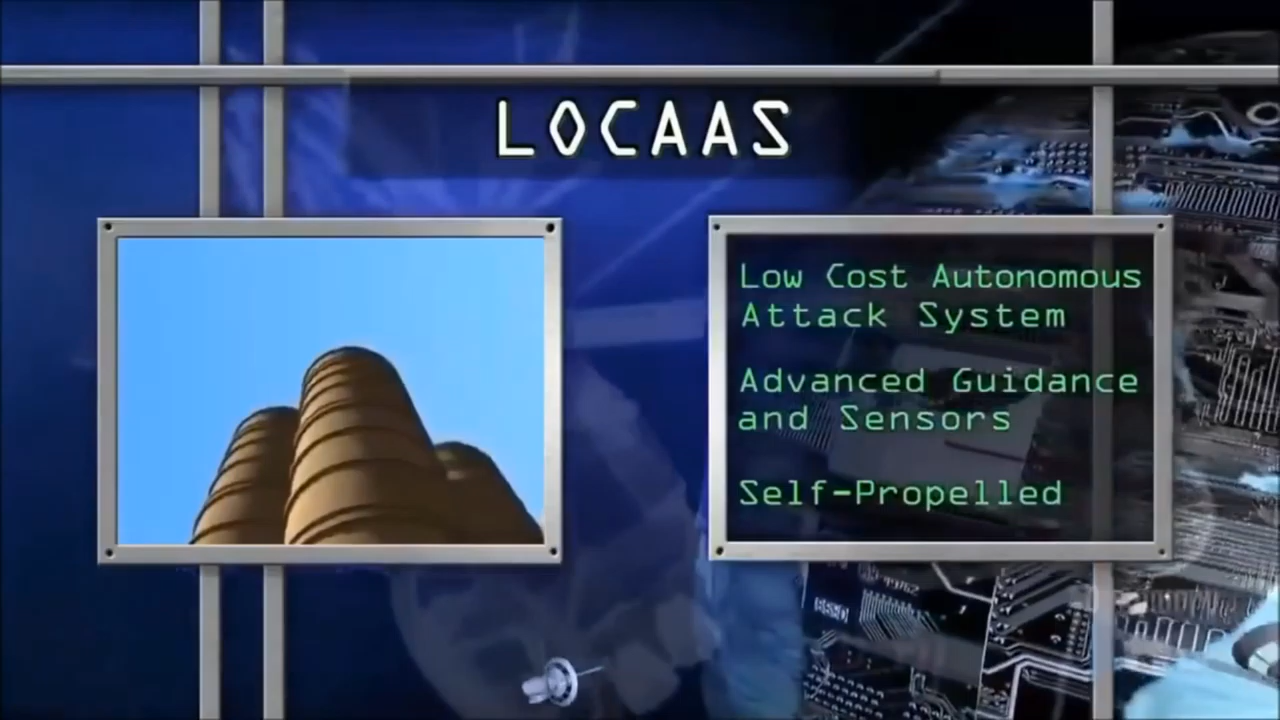 LOCAAS
Low Cost Autonomous
Attack System
Advanced Guidance
and Sensors
Self-Propelled